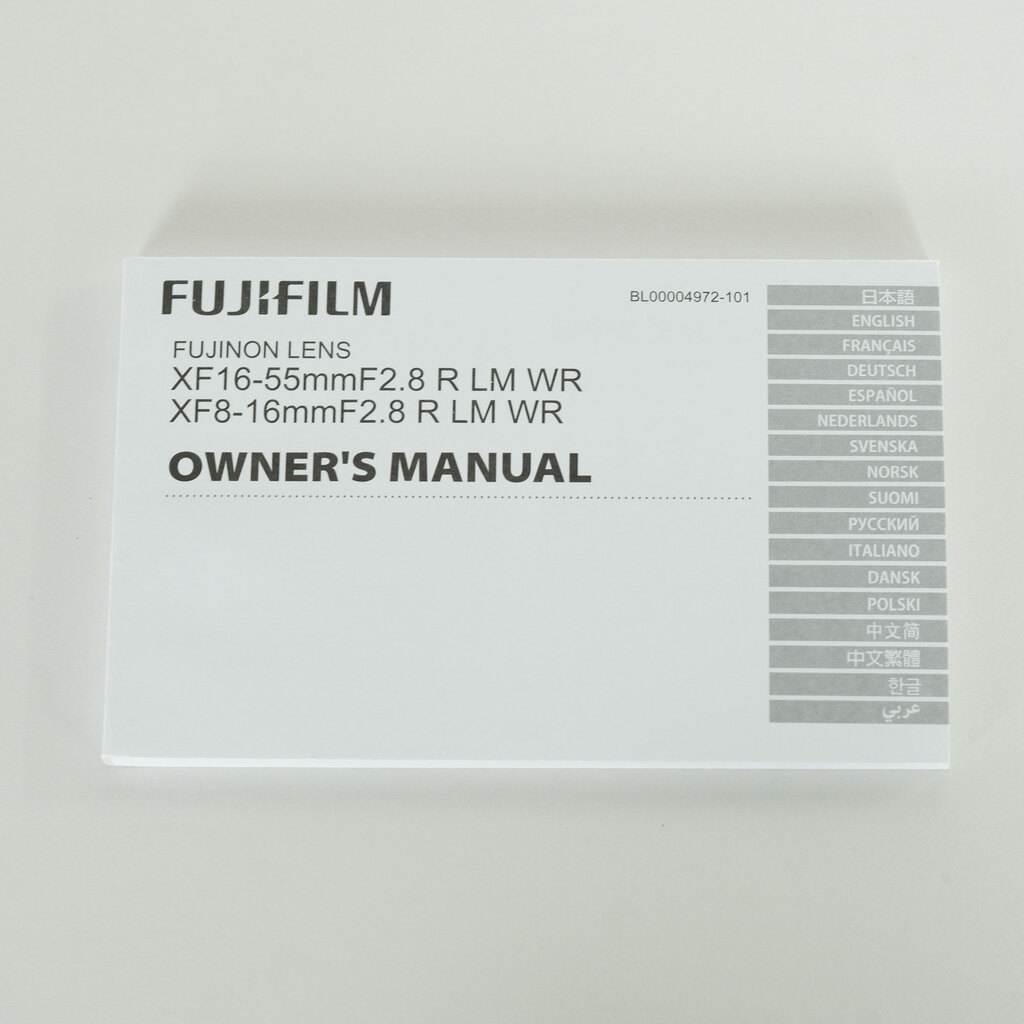 FUJIFILM
BL00004972-101
FUJINON LENS
XF16-55mmF2.8 R LM WR
XF8-16mmF2.8 R LM WR
OWNER'S MANUAL
日本語
ENGLISH
FRANÇAIS
DEUTSCH
ESPAÑOL
NEDERLANDS
SVENSKA
NORSK
SUOMI
РУССКИЙ
ITALIANO
DANSK
POLSKI
中文简
中文繁體
한글
عربي